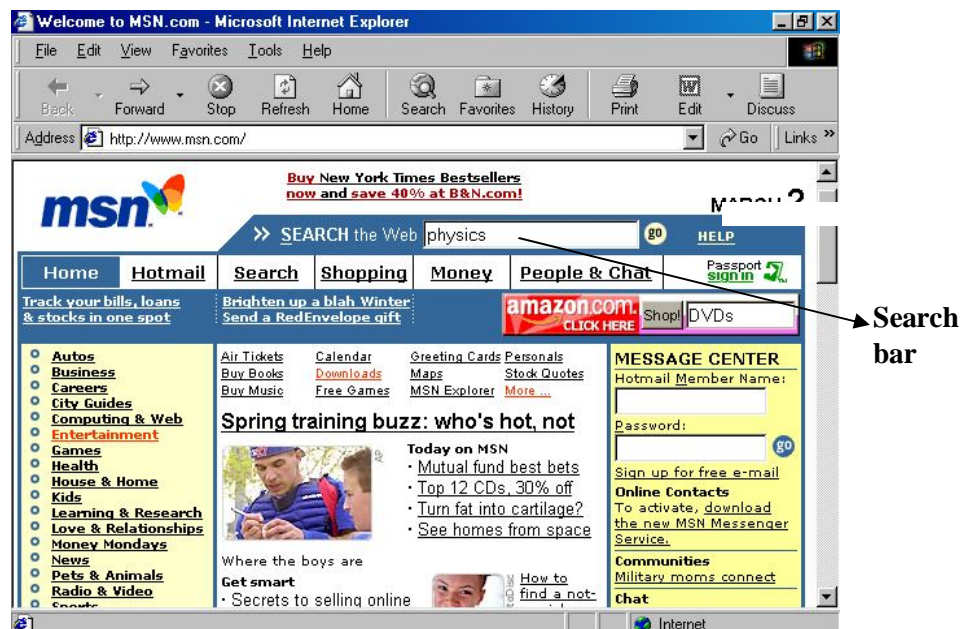 Welcome to MSN.com - Microsoft Internet Explorer
File Edit View Favorites Tools Help
Back Forward Stop Refresh Home Search Favorites History Print Edit Discuss
Address http://www.msn.com/ Go Links »
msn
Buy New York Times Bestsellers
now and save 40% at B&N.com!
>> SEARCH the Web physics go HELP
Home Hotmail Search Shopping Money People & Chat Passport
sign in
Track your bills, loans
& stocks in one spot
Brighten up a blah Winter
Send a RedEnvelope gift
amazon.com.
CLICK HERE
Shop! DVDs
Search
bar
Autos
Business
Careers
City Guides
Computing & Web
Entertainment
Games
Health
House & Home
Kids
Learning & Research
Love & Relationships
Money Mondays
News
Pets & Animals
Radio & Video
Air Tickets Calendar Greeting Cards Personals
Buy Books Downloads Maps Stock Quotes
Buy Music Free Games MSN Explorer More ...
Spring training buzz: who's hot, not
AP
Today on MSN
· Mutual fund best bets
· Top 12 CDs, 30% off
· Turn fat into cartilage?
· See homes from space
Where the boys are
Get smart
· Secrets to selling online
How to
find a not-
MESSAGE CENTER
Hotmail Member Name:
Password:
go
Sign up for free e-mail
Online Contacts
To activate, download
the new MSN Messenger
Service.
Communities
Military moms connect
Chat
Internet